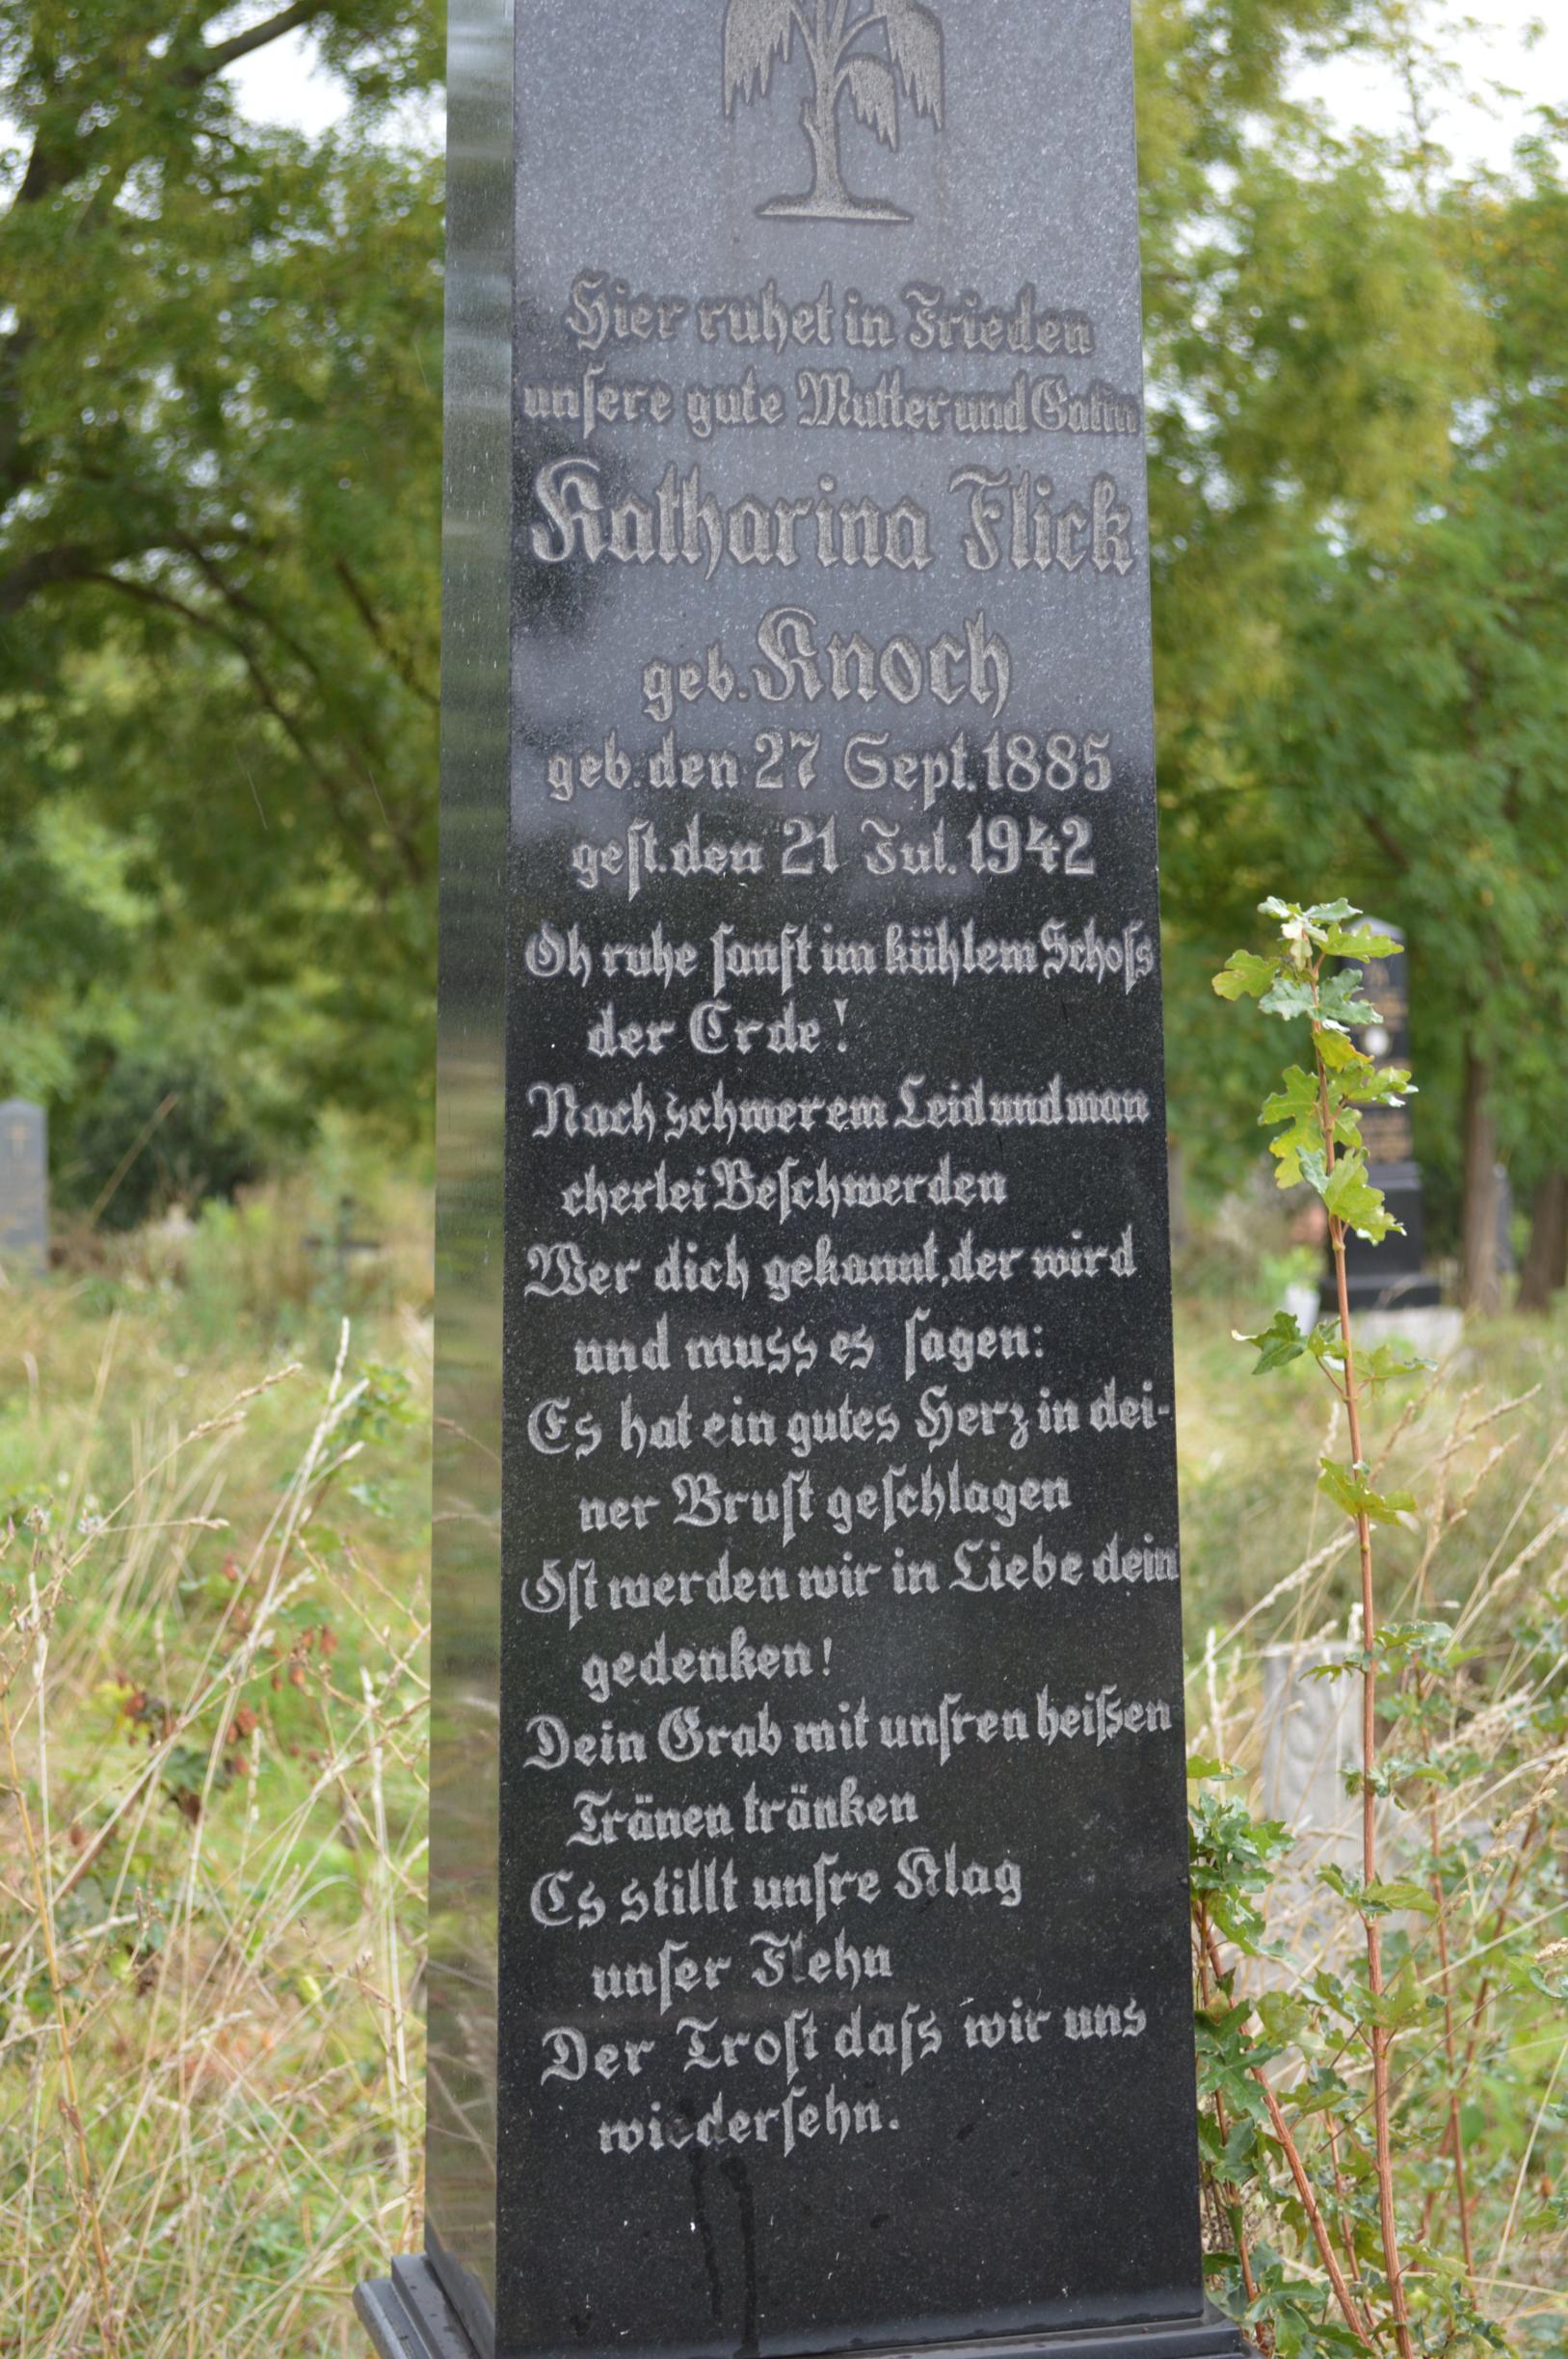 Hier ruhet in Frieden
unsere gute Mutter und Gatin
Katharina Flick
geb. Knoch
geb. den 27 Sept. 1885
gest. den 21 Jul. 1942
Oh ruhe sanft im kühlem Schoss
der Erde!
Nach schwerem Leid und man
cherlei Beschwerden
Wer dich gekannt, der wird
und muss es sagen:
Es hat ein gutes Herz in dei-
ner Brust geschlagen
Oft werden wir in Liebe dein
gedenken!
Dein Grab mit unsren heißen
Tränen tränken
Es stillt unsre Klag
unser Flehn
Der Trost dass wir uns
wiedersehn.